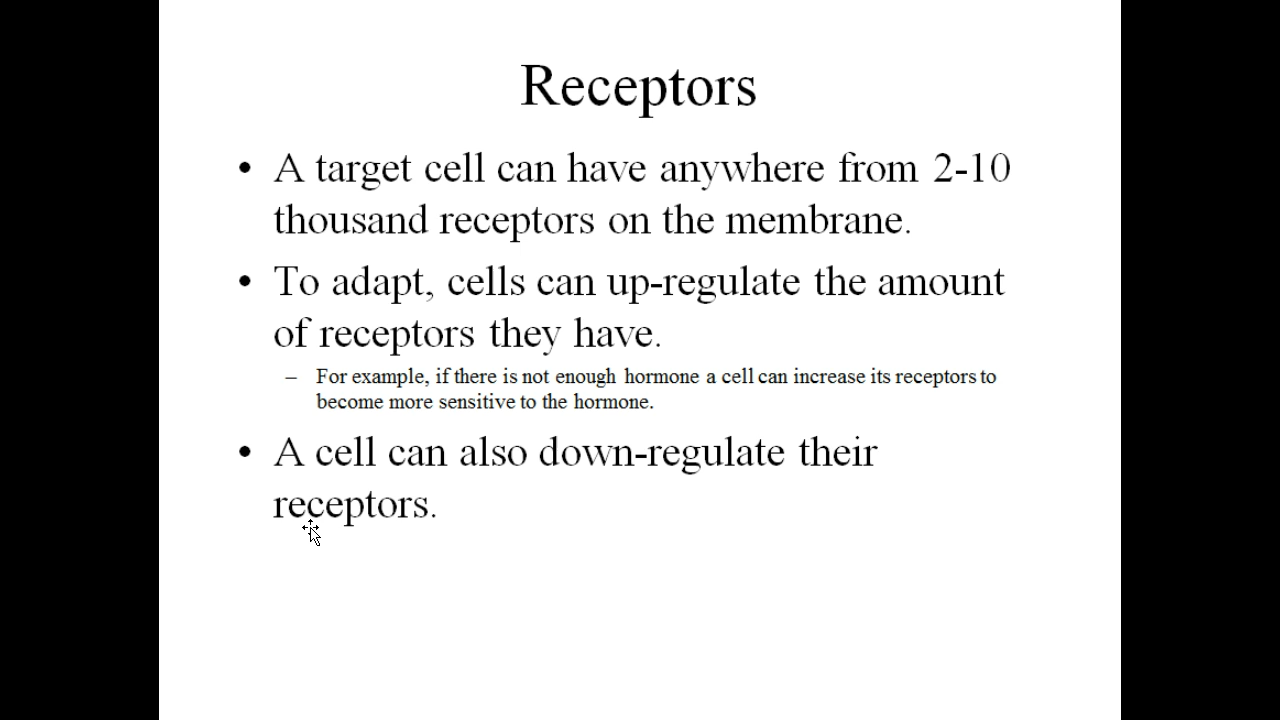 Receptors
• A target cell can have anywhere from 2-10
thousand receptors on the membrane.
• To adapt, cells can up-regulate the amount
of receptors they have.
– For example, if there is not enough hormone a cell can increase its receptors to
become more sensitive to the hormone.
• A cell can also down-regulate their
receptors.